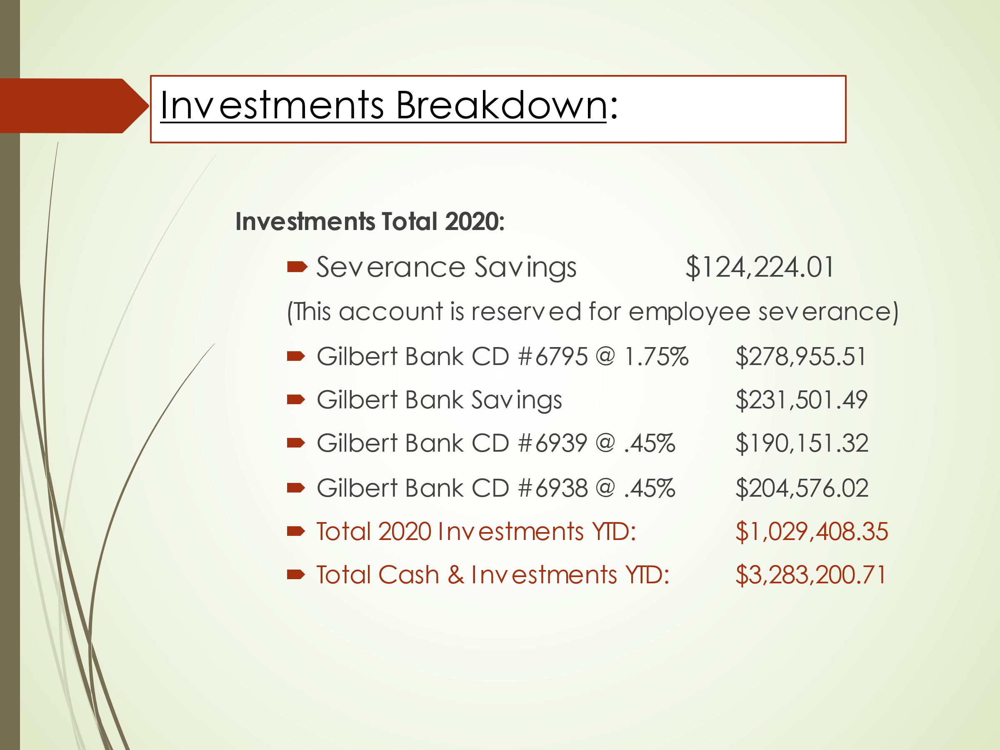 Investments Breakdown:
Investments Total 2020:
Severance Savings $124,224.01
(This account is reserved for employee severance)
Gilbert Bank CD #6795 @ 1.75% $278,955.51
Gilbert Bank Savings $231,501.49
Gilbert Bank CD #6939 @ .45% $190,151.32
Gilbert Bank CD #6938 @ .45% $204,576.02
Total 2020 Investments YTD: $1,029,408.35
Total Cash & Investments YTD: $3,283,200.71